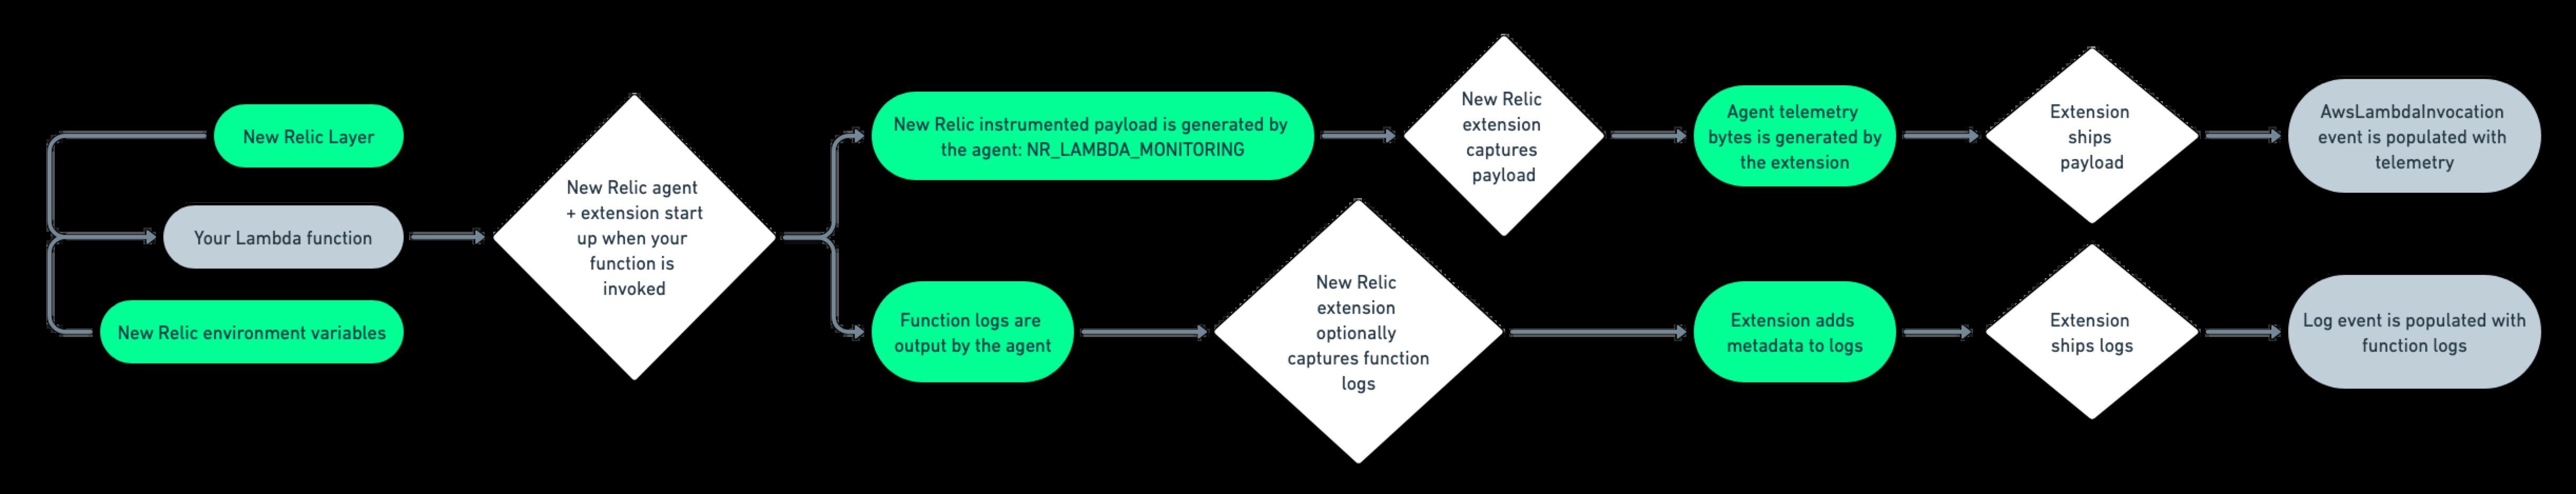 New Relic Layer
Your Lambda function
New Relic environment variables
New Relic agent
+ extension start
up when your
function is
invoked
New Relic instrumented payload is generated by
the agent: NR_LAMBDA_MONITORING
New Relic
extension
captures
payload
Agent telemetry
bytes is generated by
the extension
Extension
ships
payload
AwsLambdaInvocation
event is populated with
telemetry
Function logs are
output by the agent
New Relic
extension
optionally
captures function
logs
Extension adds
metadata to logs
Extension
ships logs
Log event is populated with
function logs